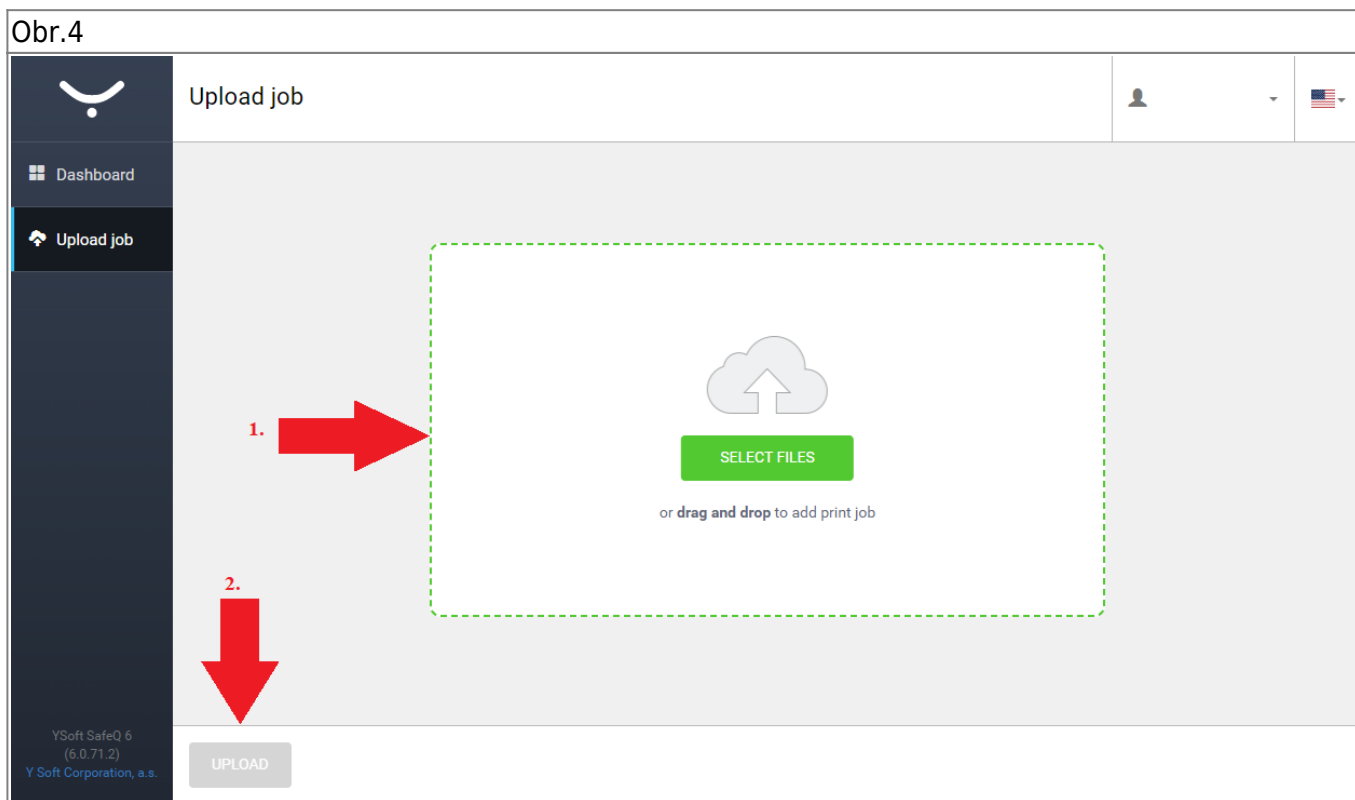 Obr.4
Upload job
Dashboard
Upload job
1.
SELECT FILES
or drag and drop to add print job
2.
YSoft SafeQ 6
(6.0.71.2)
Y Soft Corporation, a.s.
UPLOAD